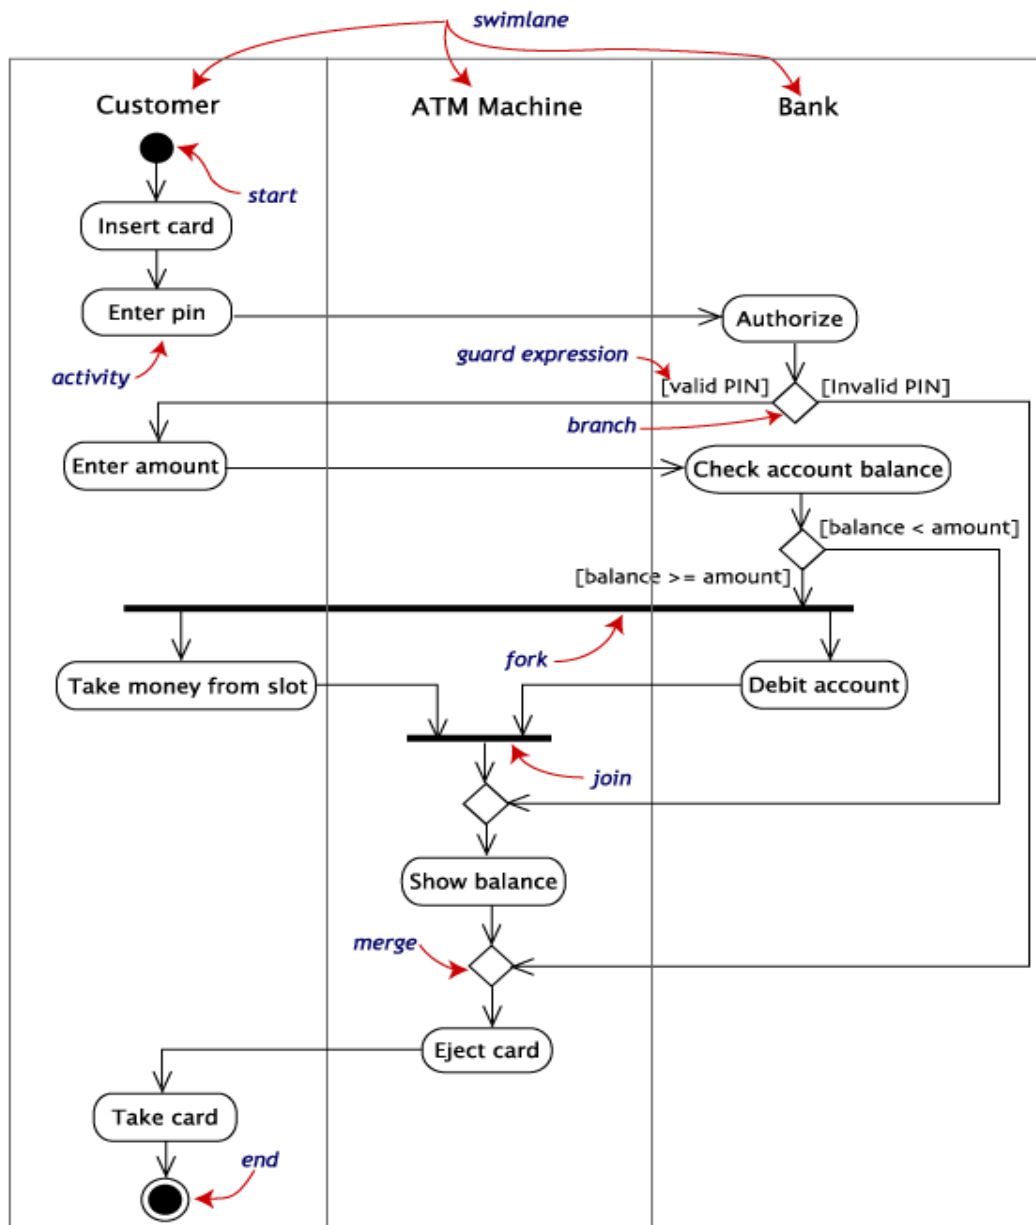 swimlane
Customer
ATM Machine
Bank
start
Insert card
Enter pin
Authorize
activity
guard expression
[valid PIN]
[Invalid PIN]
branch
Enter amount
Check account balance
[balance < amount]
[balance >= amount]
fork
Take money from slot
Debit account
join
Show balance
merge
Eject card
Take card
end